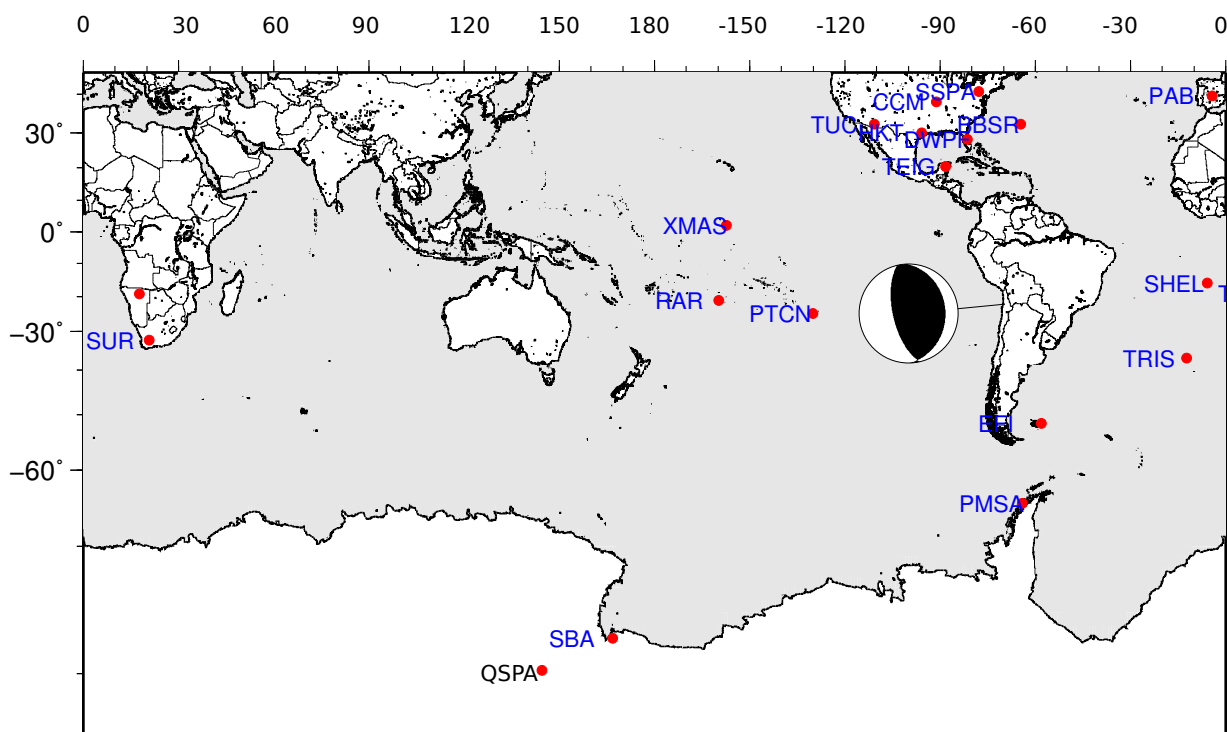 0 30 60 90 120 150 180 -150 -120 -90 -60 -30 0
SSPA
CCM
PAB
TUC
BBSR
30°
HKT
DWPF
TEIG
XMAS
0°
SHEL
T
RAR
PTCN
−30°
SUR
TRIS
EFI
−60°
PMSA
SBA
QSPA